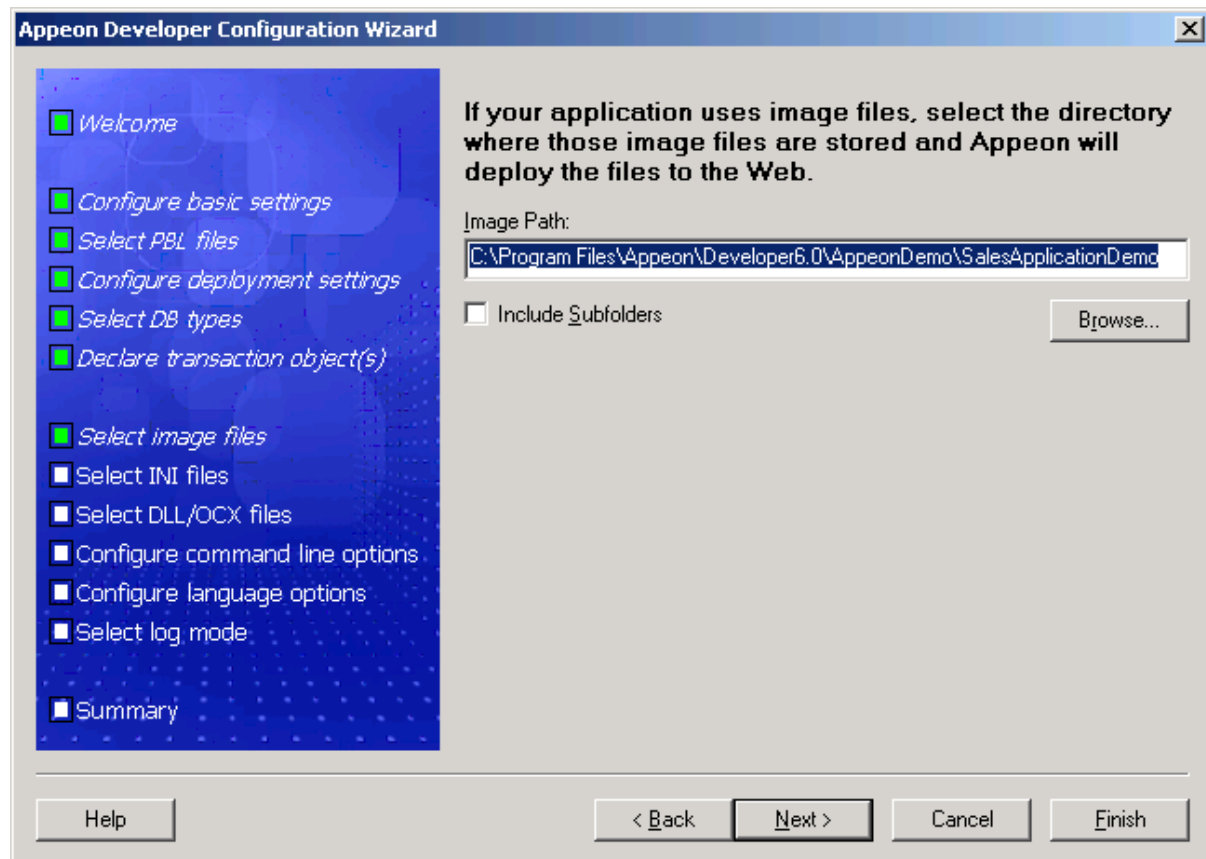 Appeon Developer Configuration Wizard
Welcome
Configure basic settings
Select PBL files
Configure deployment settings
Select DB types
Declare transaction object(s)
Select image files
Select INI files
Select DLL/OCX files
Configure command line options
Configure language options
Select log mode
Summary
If your application uses image files, select the directory
where those image files are stored and Appeon will
deploy the files to the Web.
Image Path:
C:\Program Files\Appeon\Developer6.0\AppeonDemo\SalesApplicationDemo
Include Subfolders
Browse...
Help
< Back
Next >
Cancel
Finish